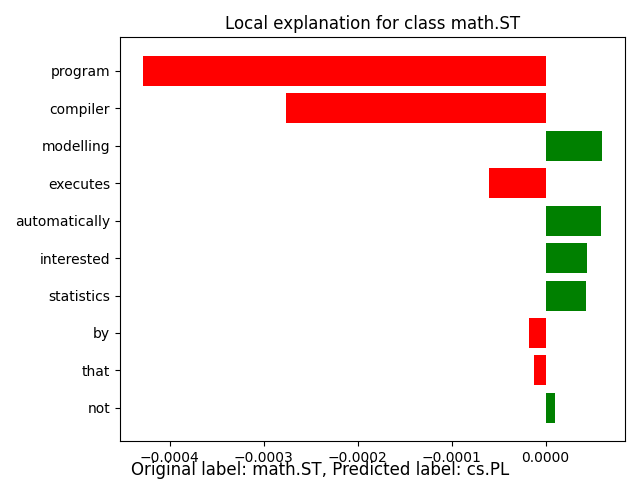 Local explanation for class math.ST
program
compiler
modelling
executes
automatically
interested
statistics
by
that
not
−0.0004 −0.0003 −0.0002 −0.0001 0.0000
Original label: math.ST, Predicted label: cs.PL